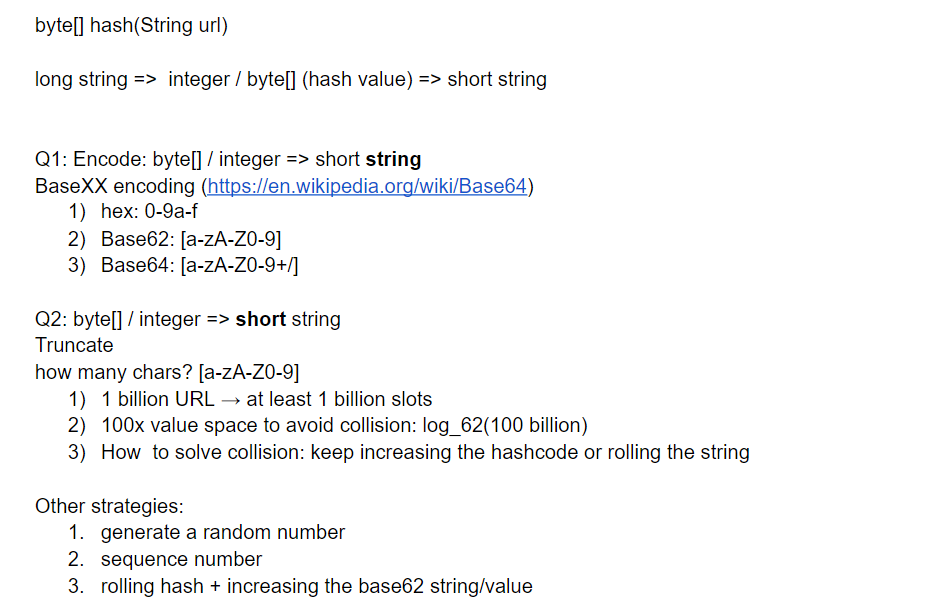 byte[] hash(String url)
long string => integer / byte[] (hash value) => short string
Q1: Encode: byte[] / integer => short string
BaseXX encoding (https://en.wikipedia.org/wiki/Base64)
1) hex: 0-9a-f
2) Base62: [a-zA-Z0-9]
3) Base64: [a-zA-Z0-9+/]
Q2: byte[] / integer => short string
Truncate
how many chars? [a-zA-Z0-9]
1) 1 billion URL → at least 1 billion slots
2) 100x value space to avoid collision: log_62(100 billion)
3) How to solve collision: keep increasing the hashcode or rolling the string
Other strategies:
1. generate a random number
2. sequence number
3. rolling hash + increasing the base62 string/value